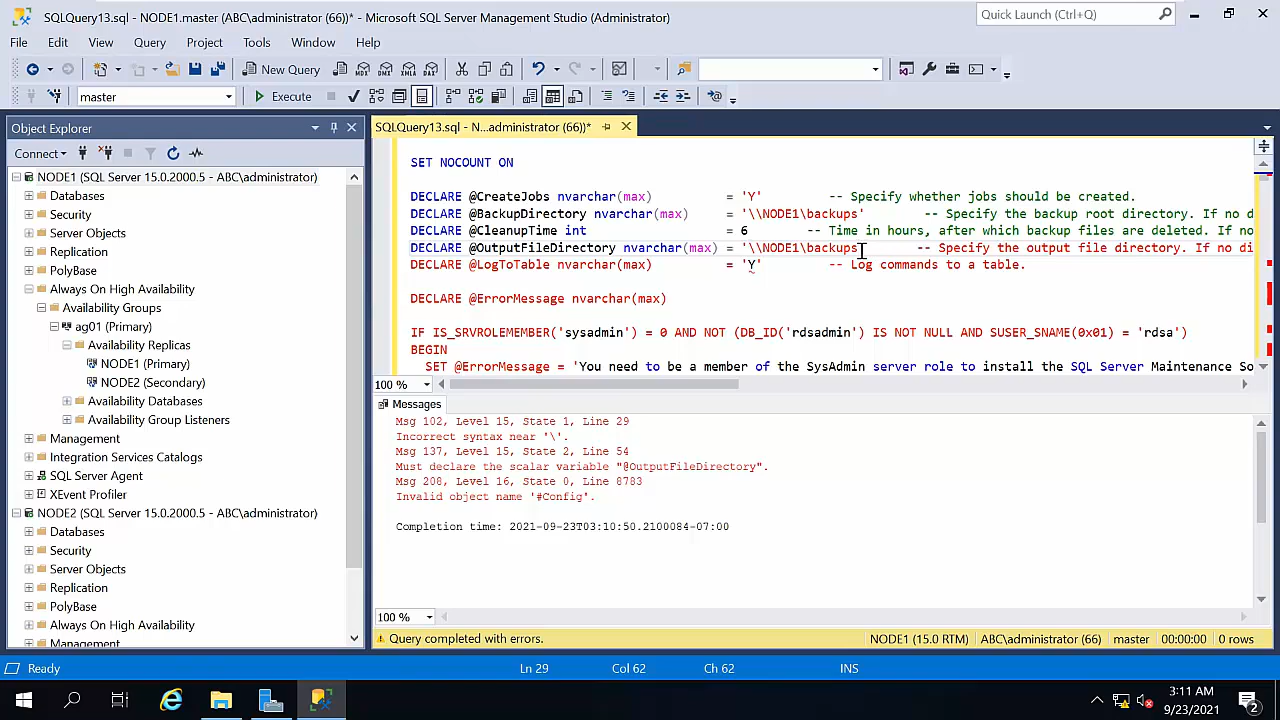 SQLQuery13.sql - NODE1.master (ABC\administrator (66))* - Microsoft SQL Server Management Studio (Administrator)
Quick Launch (Ctrl+Q)
File Edit View Query Project Tools Window Help
New Query
MDX DMX XMLA DAX
master
Execute
Object Explorer
Connect
NODE1 (SQL Server 15.0.2000.5 - ABC\administrator)
Databases
Security
Server Objects
Replication
PolyBase
Always On High Availability
Availability Groups
ag01 (Primary)
Availability Replicas
NODE1 (Primary)
NODE2 (Secondary)
Availability Databases
Availability Group Listeners
Management
Integration Services Catalogs
SQL Server Agent
XEvent Profiler
NODE2 (SQL Server 15.0.2000.5 - ABC\administrator)
Databases
Security
Server Objects
Replication
PolyBase
Always On High Availability
Management
SQLQuery13.sql - N...administrator (66))*
SET NOCOUNT ON
DECLARE @CreateJobs nvarchar(max) = 'Y' -- Specify whether jobs should be created.
DECLARE @BackupDirectory nvarchar(max) = '\\NODE1\backups' -- Specify the backup root directory. If no d
DECLARE @CleanupTime int = 6 -- Time in hours, after which backup files are deleted. If no
DECLARE @OutputFileDirectory nvarchar(max) = '\\NODE1\backups -- Specify the output file directory. If no di
DECLARE @LogToTable nvarchar(max) = 'Y' -- Log commands to a table.
DECLARE @ErrorMessage nvarchar(max)
IF IS_SRVROLEMEMBER('sysadmin') = 0 AND NOT (DB_ID('rdsadmin') IS NOT NULL AND SUSER_SNAME(0x01) = 'rdsa')
BEGIN
SET @ErrorMessage = 'You need to be a member of the SysAdmin server role to install the SQL Server Maintenance So
100 %
Messages
Msg 102, Level 15, State 1, Line 29
Incorrect syntax near '\'.
Msg 137, Level 15, State 2, Line 54
Must declare the scalar variable "@OutputFileDirectory".
Msg 208, Level 16, State 0, Line 8783
Invalid object name '#Config'.
Completion time: 2021-09-23T03:10:50.2100084-07:00
100 %
Query completed with errors. NODE1 (15.0 RTM) ABC\administrator (66) master 00:00:00 0 rows
Ready Ln 29 Col 62 Ch 62 INS
3:11 AM
9/23/2021
2